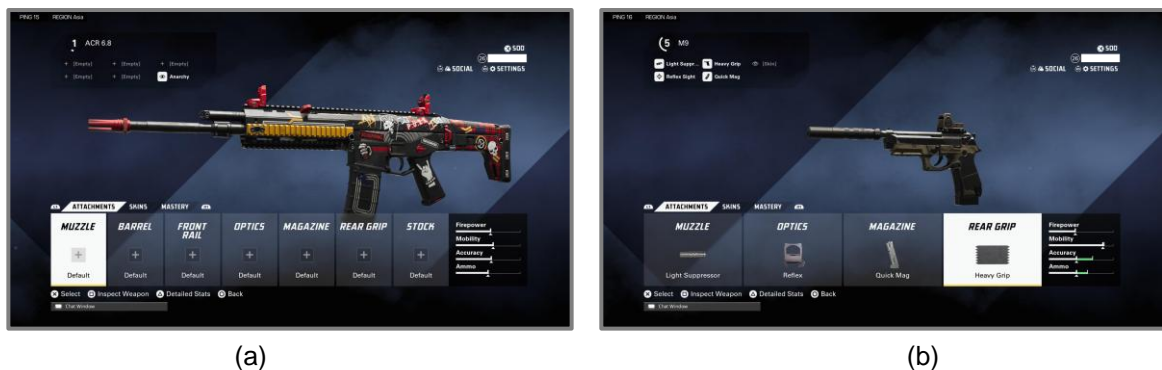 PING 15 REGION Asia
1 ACR 6.8
[Empty] [Empty] [Empty]
[Empty] [Empty] Anarchy
500
SOCIAL SETTINGS
ATTACHMENTS SKINS MASTERY
MUZZLE BARREL FRONT RAIL OPTICS MAGAZINE REAR GRIP STOCK
Default Default Default Default Default Default Default
Firepower
Mobility
Accuracy
Ammo
Select Inspect Weapon Detailed Stats Back
Chat Window
(a)
PING 16 REGION Asia
5 M9
Light Suppr... Heavy Grip [Skin]
Reflex Sight Quick Mag
500
SOCIAL SETTINGS
ATTACHMENTS SKINS MASTERY
MUZZLE OPTICS MAGAZINE REAR GRIP
Light Suppressor Reflex Quick Mag Heavy Grip
Firepower
Mobility
Accuracy
Ammo
Select Inspect Weapon Detailed Stats Back
Chat Window
(b)